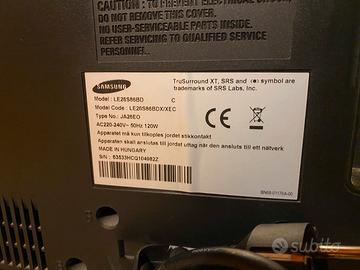 CAUTION : TO PREVENT ELECTRICAL SHOCK,
DO NOT REMOVE THIS COVER.
NO USER-SERVICEABLE PARTS INSIDE.
REFER SERVICING TO QUALIFIED SERVICE
PERSONNEL.
SAMSUNG
Model : LE26S86BD C
Model Code : LE26S86BDX/XEC
Type No. : JA26EO
AC220-240V~ 50Hz 120W
TruSurround XT, SRS and (●) symbol are
trademarks of SRS Labs, Inc.
CE
Apparatet må kun tilkoples jordet stikkontakt
Apparaten skall anslutas till jordat uttag när den ansluts till ett nätverk
MADE IN HUNGARY
S/N : 63533HCQ104082Z
BN68-01178A-00
subito